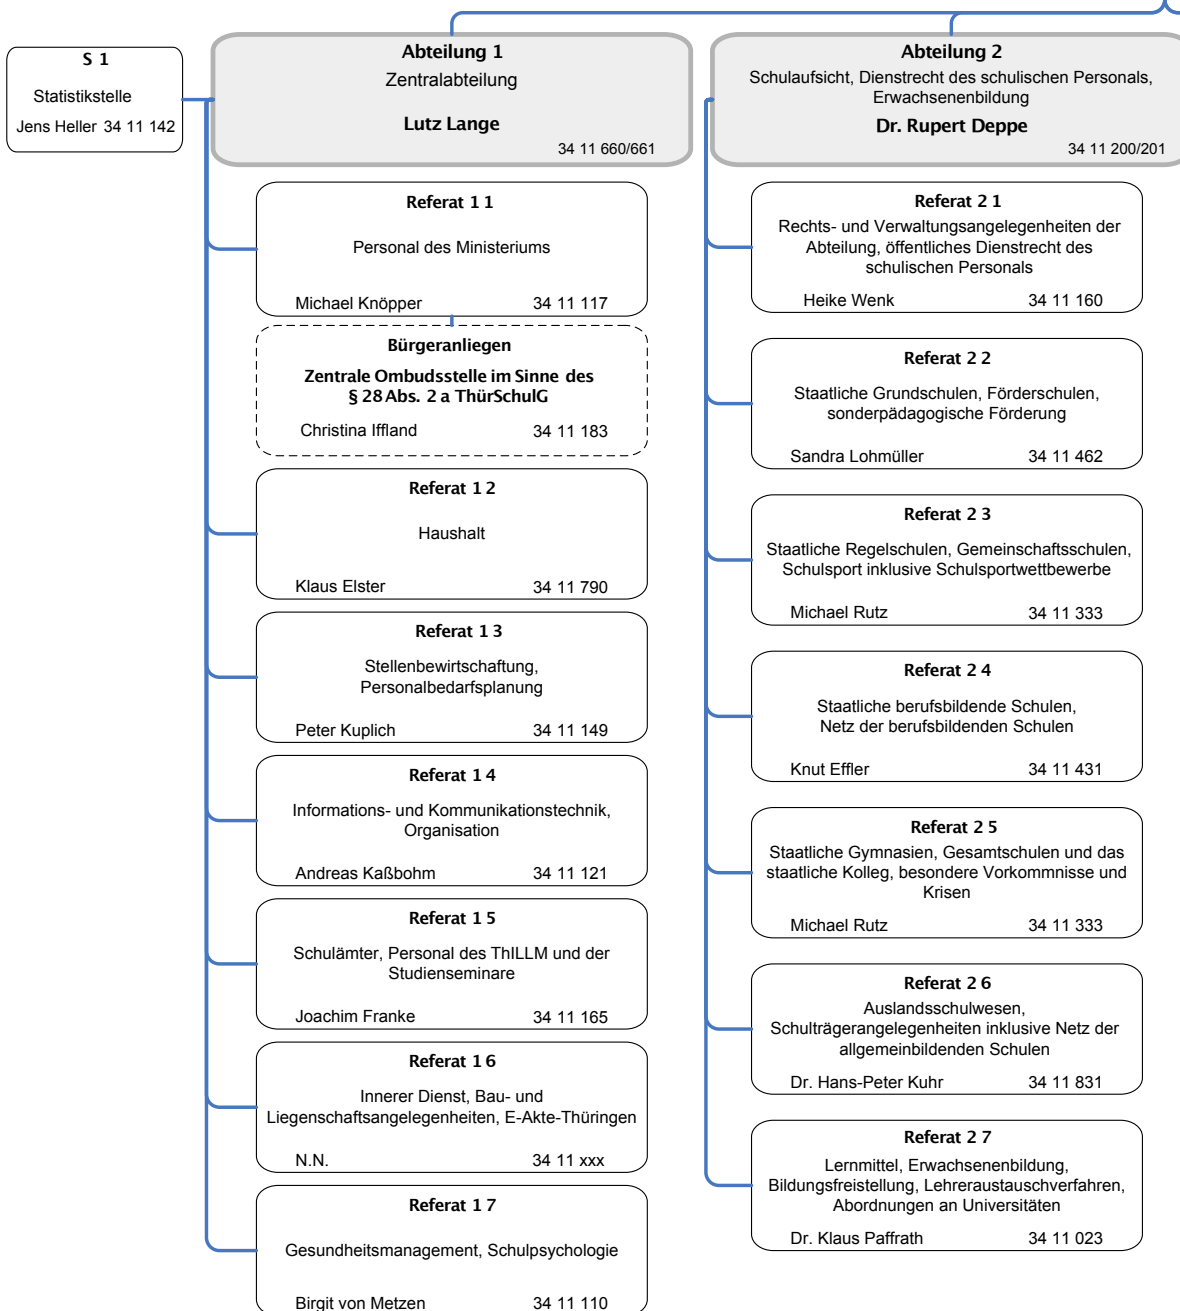 S 1
Statistikstelle
Jens Heller 34 11 142
Abteilung 1
Zentralabteilung
Lutz Lange
34 11 660/661
Referat 1 1
Personal des Ministeriums
Michael Knöpper 34 11 117
Bürgeranliegen
Zentrale Ombudsstelle im Sinne des
§ 28 Abs. 2 a ThürSchulG
Christina Iffland 34 11 183
Referat 1 2
Haushalt
Klaus Elster 34 11 790
Referat 1 3
Stellenbewirtschaftung,
Personalbedarfsplanung
Peter Kuplich 34 11 149
Referat 1 4
Informations- und Kommunikationstechnik,
Organisation
Andreas Kaßbohm 34 11 121
Referat 1 5
Schulämter, Personal des ThILLM und der
Studienseminare
Joachim Franke 34 11 165
Referat 1 6
Innerer Dienst, Bau- und
Liegenschaftsangelegenheiten, E-Akte-Thüringen
N.N. 34 11 xxx
Referat 1 7
Gesundheitsmanagement, Schulpsychologie
Birgit von Metzen 34 11 110
Abteilung 2
Schulaufsicht, Dienstrecht des schulischen Personals,
Erwachsenenbildung
Dr. Rupert Deppe
34 11 200/201
Referat 2 1
Rechts- und Verwaltungsangelegenheiten der
Abteilung, öffentliches Dienstrecht des
schulischen Personals
Heike Wenk 34 11 160
Referat 2 2
Staatliche Grundschulen, Förderschulen,
sonderpädagogische Förderung
Sandra Lohmüller 34 11 462
Referat 2 3
Staatliche Regelschulen, Gemeinschaftsschulen,
Schulsport inklusive Schulsportwettbewerbe
Michael Rutz 34 11 333
Referat 2 4
Staatliche berufsbildende Schulen,
Netz der berufsbildenden Schulen
Knut Effler 34 11 431
Referat 2 5
Staatliche Gymnasien, Gesamtschulen und das
staatliche Kolleg, besondere Vorkommnisse und
Krisen
Michael Rutz 34 11 333
Referat 2 6
Auslandsschulwesen,
Schulträgerangelegenheiten inklusive Netz der
allgemeinbildenden Schulen
Dr. Hans-Peter Kuhr 34 11 831
Referat 2 7
Lernmittel, Erwachsenenbildung,
Bildungsfreistellung, Lehreraustauschverfahren,
Abordnungen an Universitäten
Dr. Klaus Paffrath 34 11 023